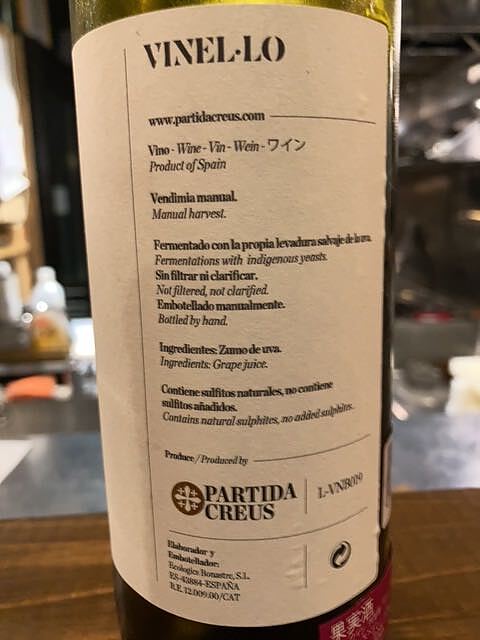 VINEL·LO
www.partidacreus.com
Vino - Wine - Vin - Wein - ワイン
Product of Spain
Vendimia manual.
Manual harvest.
Fermentado con la propia levadura salvaje de la uva.
Fermentations with indigenous yeasts.
Sin filtrar ni clarificar.
Not filtered, not clarified.
Embotellado manualmente.
Bottled by hand.
Ingredientes: Zumo de uva.
Ingredients: Grape juice.
Contiene sulfitos naturales, no contiene
sulfitos añadidos.
Contains natural sulphites, no added sulphites.
Produce / Produced by
PARTIDA
CREUS
L-VNB019
Elaborador y
Embotellador:
Ecologics Bonastre, S.L.
ES-43884-ESPAÑA
R.E. 12.009.00/CAT
果実酒